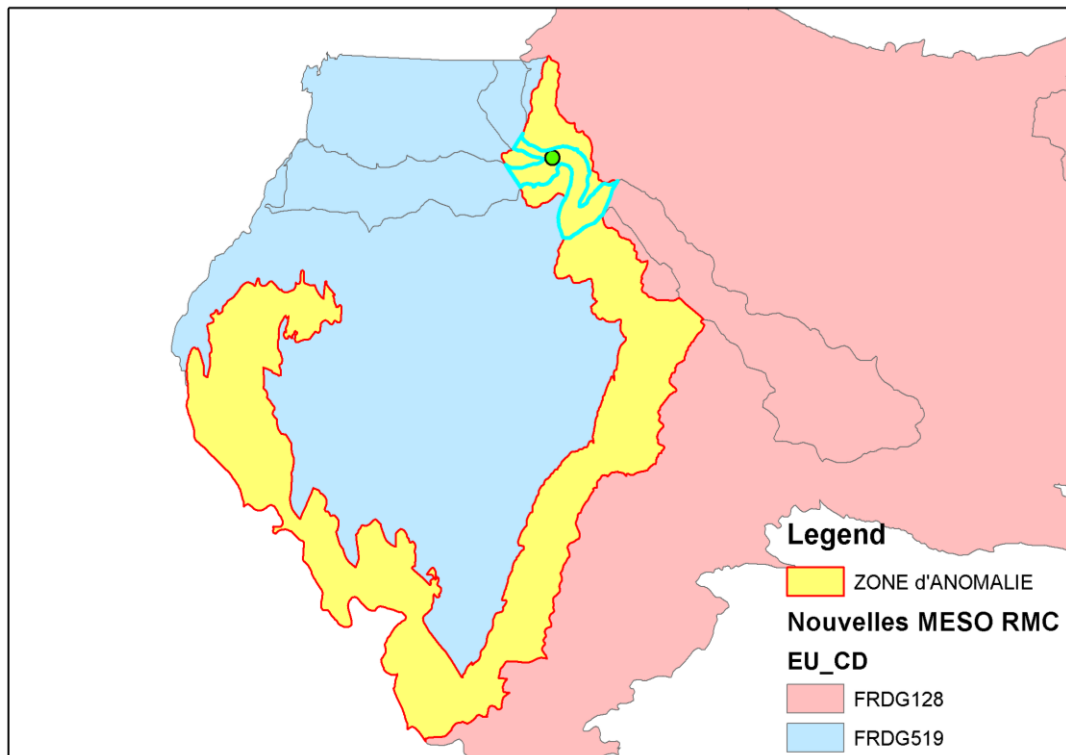 Legend
ZONE d'ANOMALIE
Nouvelles MESO RMC
EU_CD
FRDG128
FRDG519